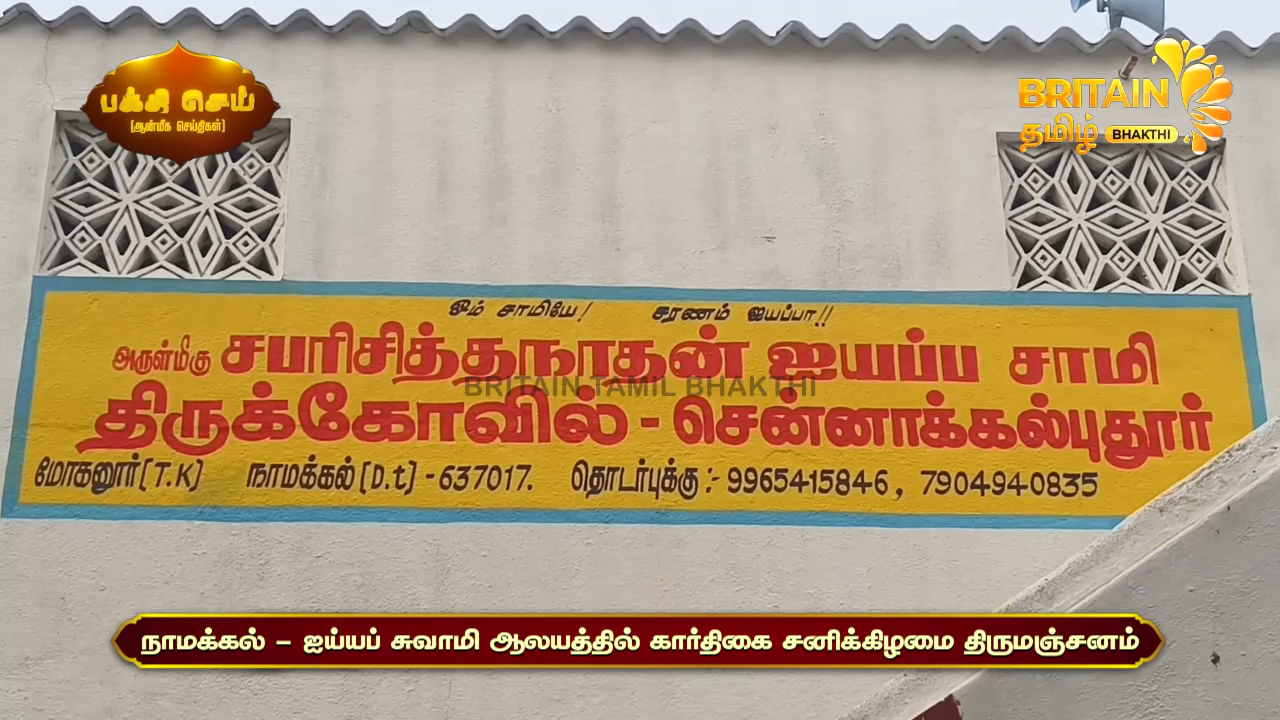 பக்தி செய்
[ஆன்மீக செய்திகள்]
BRITAIN
தமிழ் BHAKTHI
ஓம் சாமியே! சரணம் ஐயப்பா!!
அருள்மிகு சபரிசித்தநாதன் ஐயப்ப சாமி
BRITAIN TAMIL BHAKTHI
திருக்கோவில் - சென்னாக்கல்புதூர்
மோகனூர் [T.K] நாமக்கல் [D.t] - 637017. தொடர்புக்கு :- 9965415846, 7904940835
நாமக்கல் – ஐய்யப் சுவாமி ஆலயத்தில் கார்திகை சனிக்கிழமை திருமஞ்சனம்